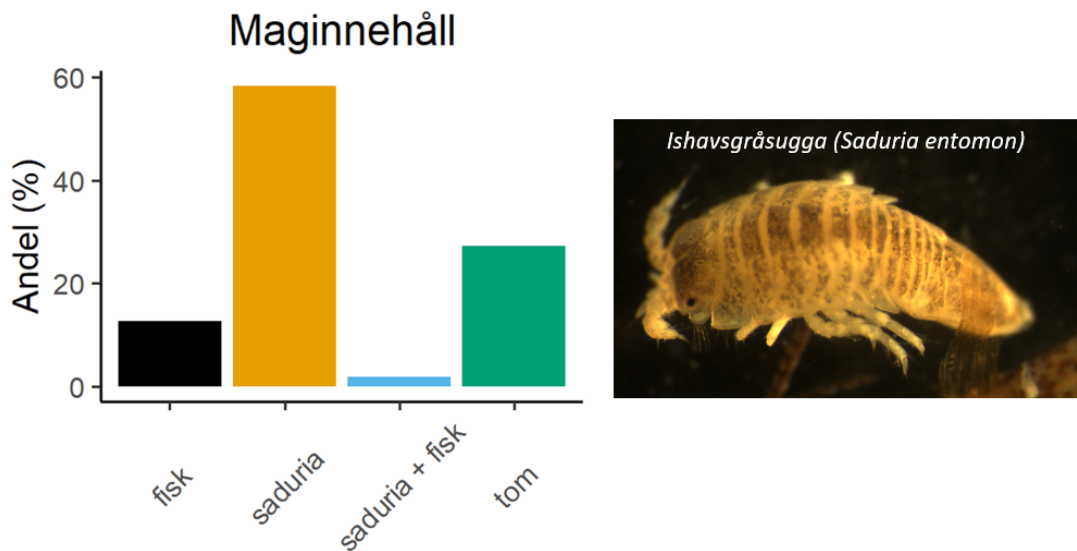 Maginnehåll
Andel (%)
60
40
20
0
fisk
saduria
saduria + fisk
tom
Ishavsgråsugga (Saduria entomon)